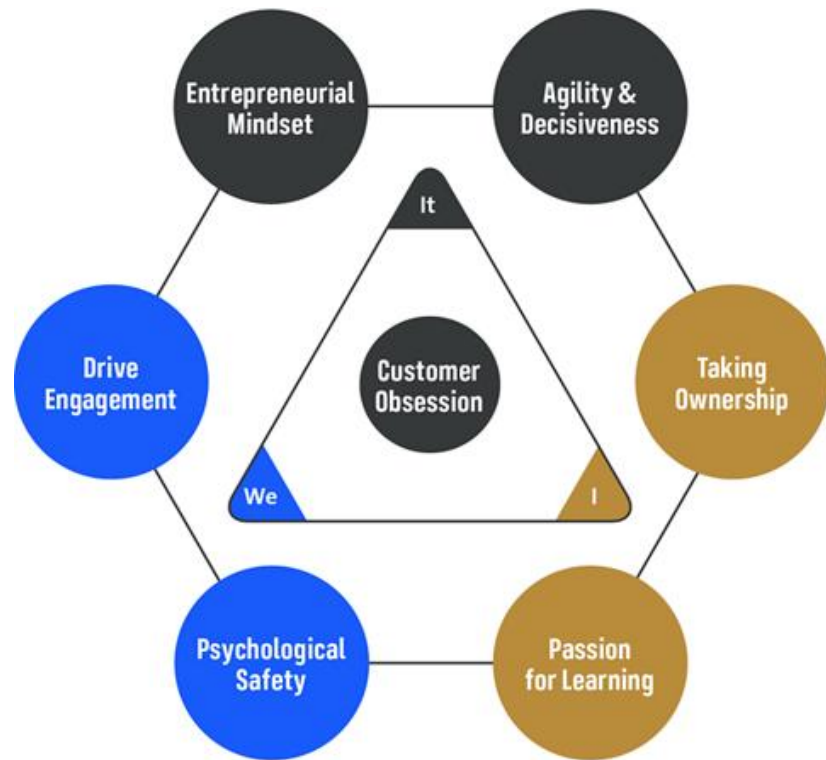 Entrepreneurial
Mindset
Agility &
Decisiveness
It
Drive
Engagement
Customer
Obsession
Taking
Ownership
We
I
Psychological
Safety
Passion
for Learning